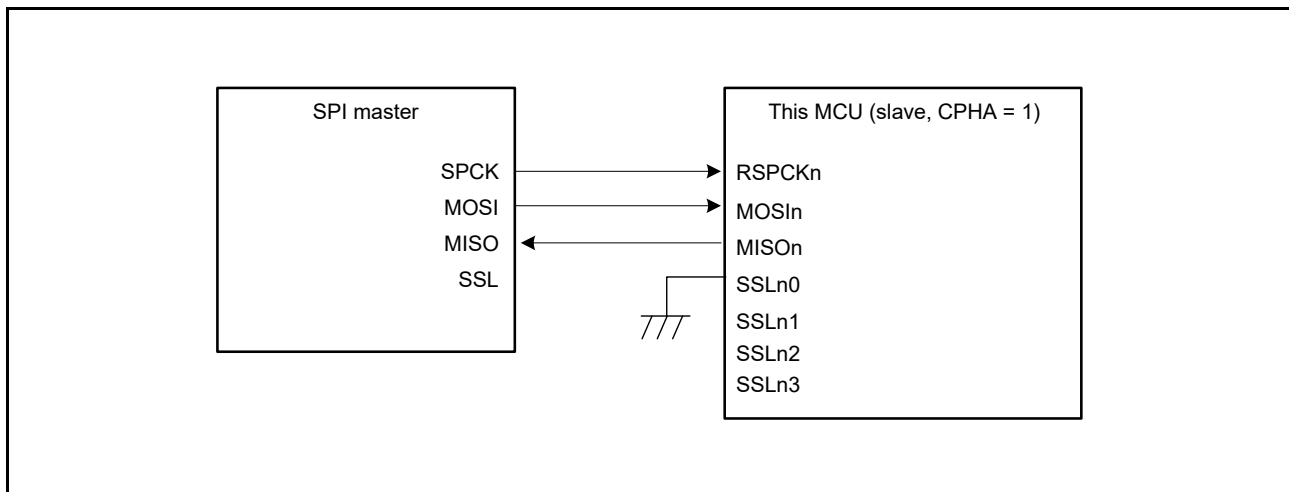 SPI master
SPCK
MOSI
MISO
SSL
This MCU (slave, CPHA = 1)
RSPCKn
MOSIn
MISOn
SSLn0
SSLn1
SSLn2
SSLn3